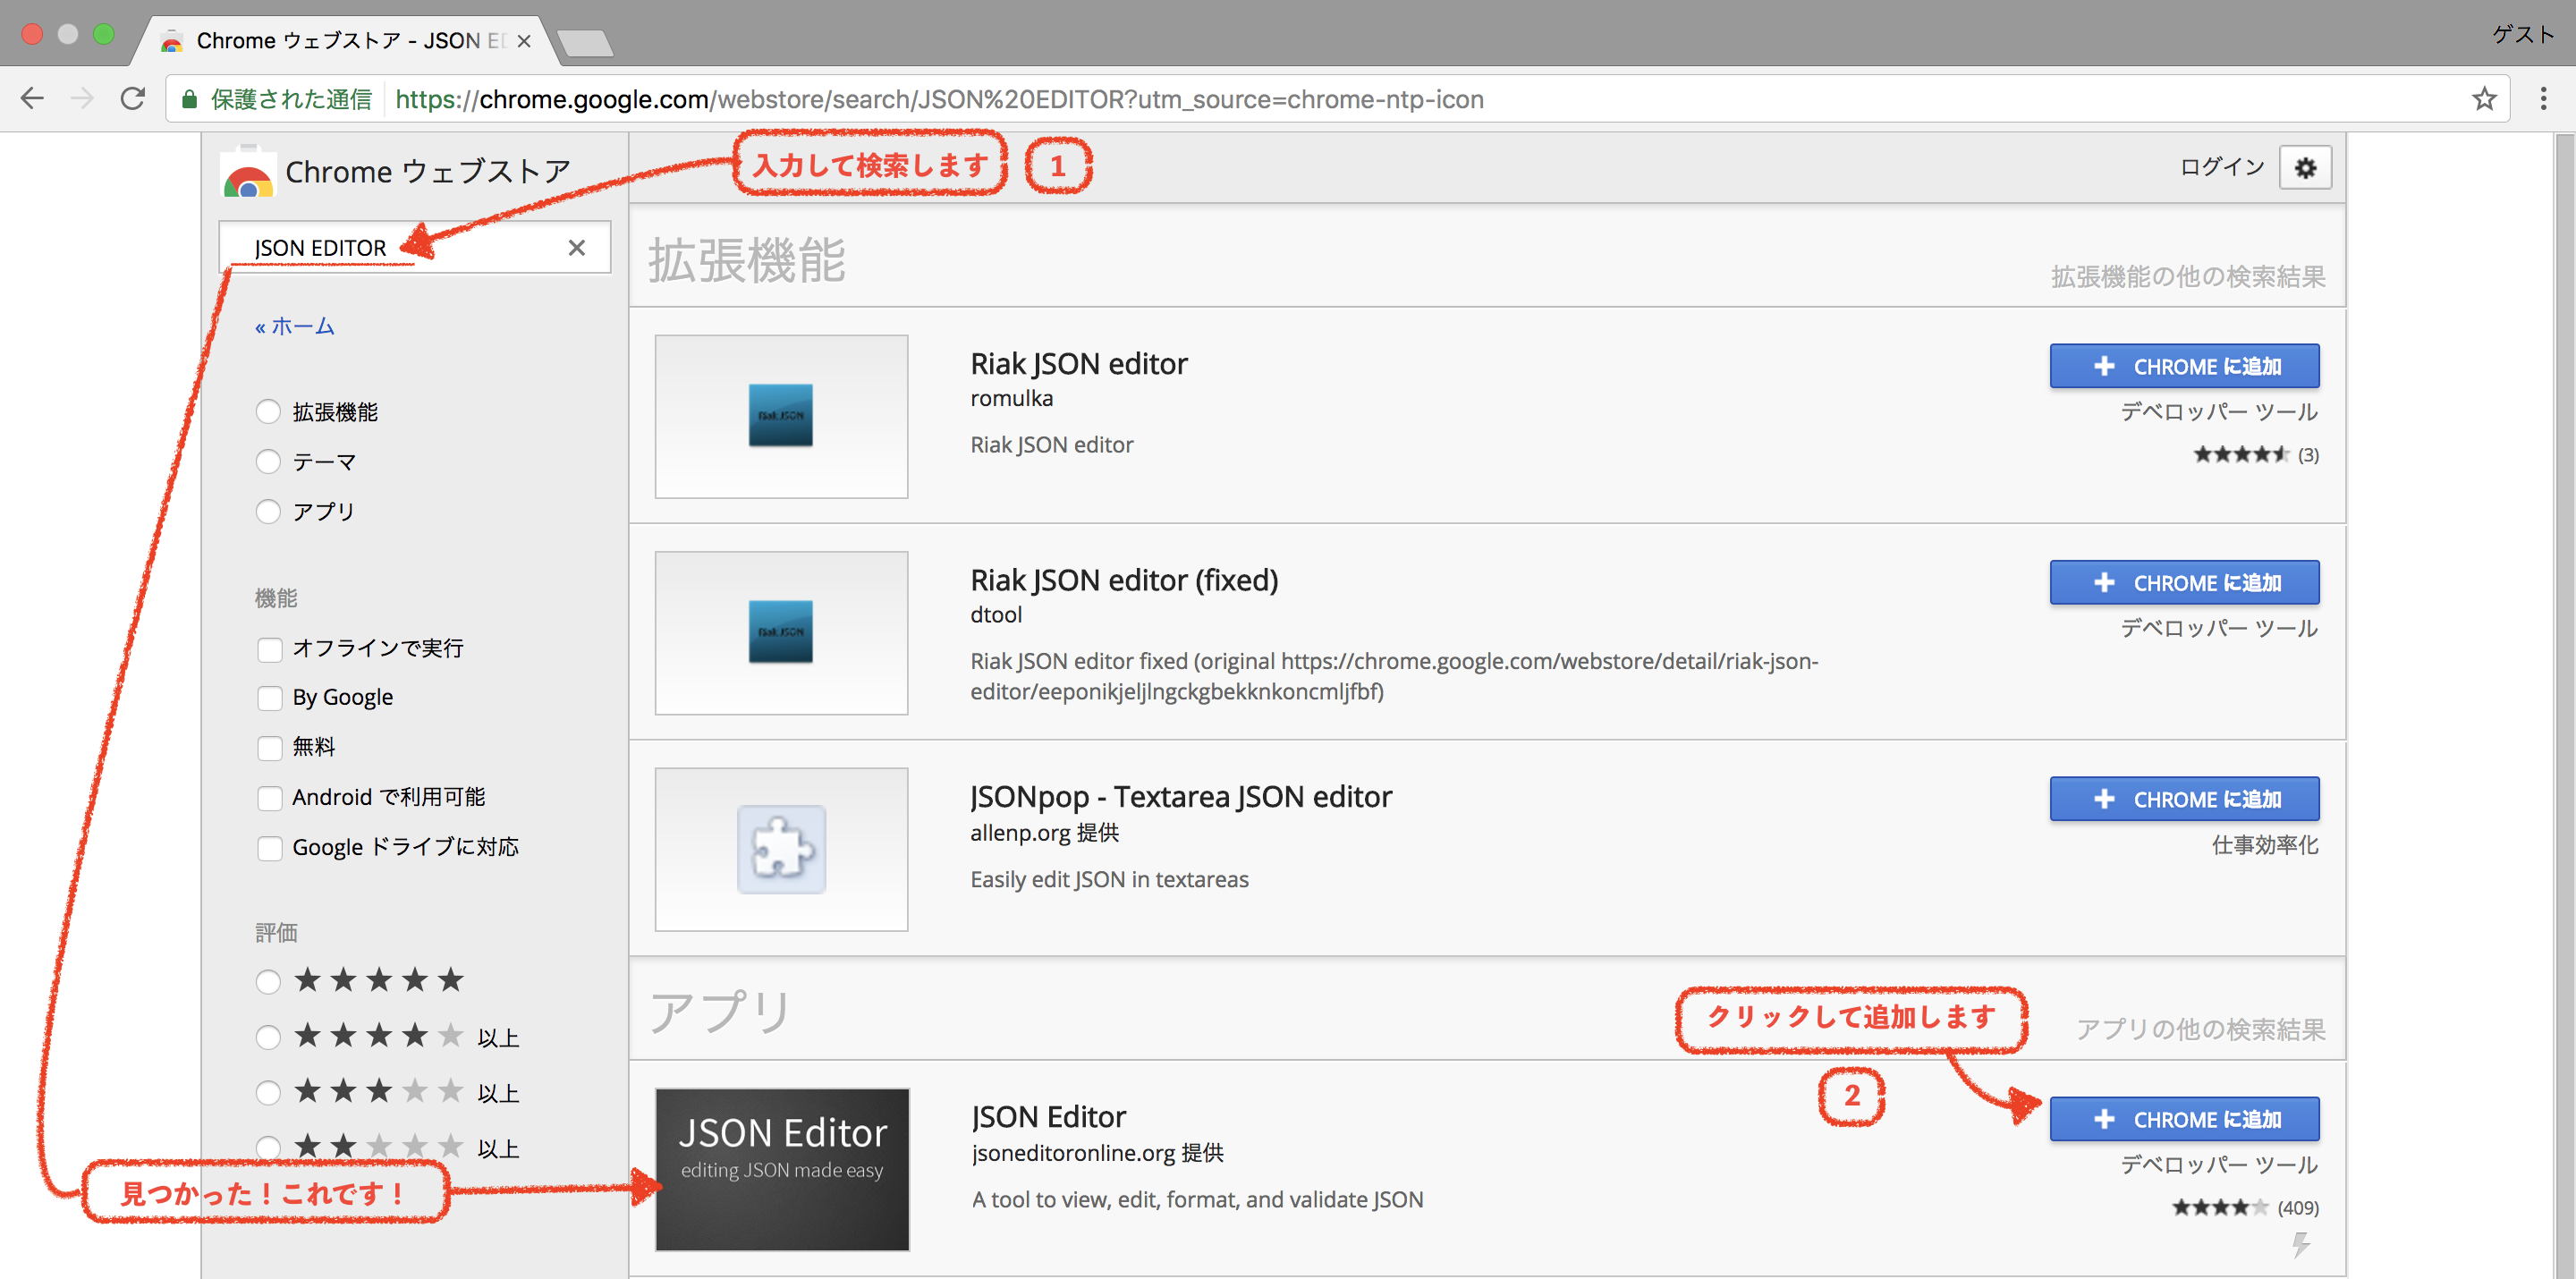 Chrome ウェブストア - JSON ED
ゲスト
保護された通信 https://chrome.google.com/webstore/search/JSON%20EDITOR?utm_source=chrome-ntp-icon
Chrome ウェブストア
入力して検索します
1
ログイン
JSON EDITOR
« ホーム
拡張機能
テーマ
アプリ
機能
オフラインで実行
By Google
無料
Android で利用可能
Google ドライブに対応
評価
以上
以上
以上
見つかった！これです！
拡張機能
拡張機能の他の検索結果
Riak JSON
Riak JSON editor
romulka
Riak JSON editor
CHROME に追加
デベロッパー ツール
(3)
Riak JSON
Riak JSON editor (fixed)
dtool
Riak JSON editor fixed (original https://chrome.google.com/webstore/detail/riak-json-
editor/eeponikjeljlngckgbekknkoncmljfbf)
CHROME に追加
デベロッパー ツール
JSONpop - Textarea JSON editor
allenp.org 提供
Easily edit JSON in textareas
CHROME に追加
仕事効率化
アプリ
クリックして追加します
アプリの他の検索結果
2
JSON Editor
editing JSON made easy
JSON Editor
jsoneditoronline.org 提供
A tool to view, edit, format, and validate JSON
CHROME に追加
デベロッパー ツール
(409)